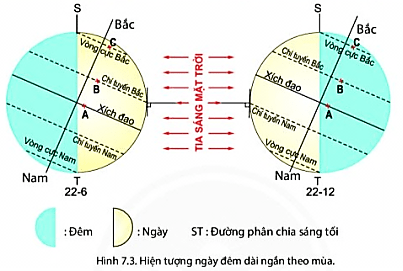 S
Bắc
Vòng cực Bắc
C
Chí tuyến Bắc
B
Xích đạo
A
Chí tuyến Nam
Vòng cực Nam
Nam
T
22-6
TIA SÁNG MẶT TRỜI
S
Bắc
Vòng cực Bắc
C
Chí tuyến Bắc
B
Xích đạo
A
Chí tuyến Nam
Vòng cực Nam
Nam
T
22-12
: Đêm
: Ngày
ST : Đường phân chia sáng tối
Hình 7.3. Hiện tượng ngày đêm dài ngắn theo mùa.